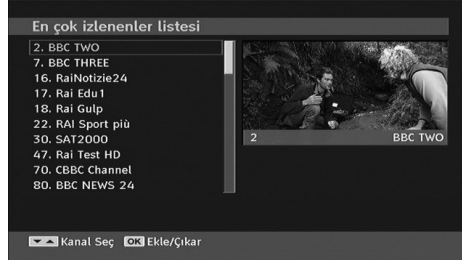 En çok izlenenler listesi
2. BBC TWO
7. BBC THREE
16. RaiNotizie24
17. Rai Edu1
18. Rai Gulp
22. RAI Sport più
30. SAT2000
47. Rai Test HD
70. CBBC Channel
80. BBC NEWS 24
2 BBC TWO
Kanal Seç OK Ekle/Çıkar